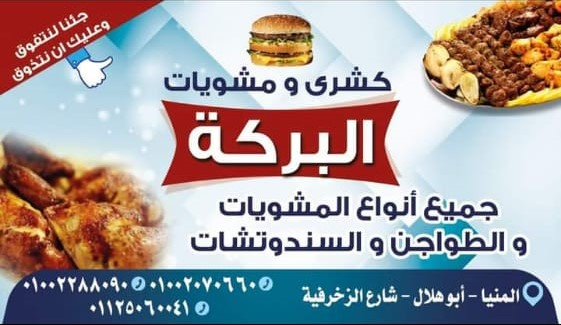 جئنا لنتفوق
وعليك ان تتذوق
كشرى و مشويات
البركة
جميع أنواع المشويات
و الطواجن و السندوتشات
المنيا - أبو هلال - شارع الزخرفية
٠١٠٠٢٠٧٠٦٦٠ ٠١٠٠٢٢٨٨٠٩٠
٠١١٢٥٠٦٠٠٤١